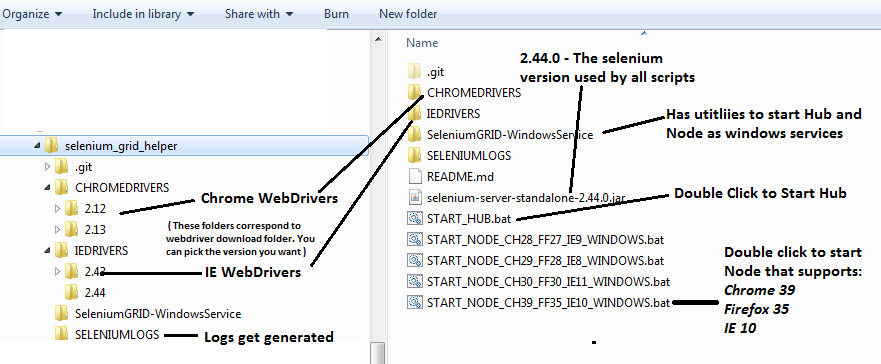 Organize Include in library Share with Burn New folder
Name
2.44.0 - The selenium
version used by all scripts
.git
CHROMEDRIVERS
IEDRIVERS
SeleniumGRID-WindowsService
Has utitliies to start Hub and
Node as windows services
selenium_grid_helper
SELENIUMLOGS
.git
README.md
CHROMEDRIVERS
Chrome WebDrivers
selenium-server-standalone-2.44.0.jar
Double Click to Start Hub
2.12
START_HUB.bat
2.13
( These folders correspond to
webdriver download folder. You
can pick the version you want )
START_NODE_CH28_FF27_IE9_WINDOWS.bat
IEDRIVERS
START_NODE_CH29_FF28_IE8_WINDOWS.bat
2.43
IE WebDrivers
START_NODE_CH30_FF30_IE11_WINDOWS.bat
2.44
START_NODE_CH39_FF35_IE10_WINDOWS.bat
Double click to start
Node that supports:
Chrome 39
Firefox 35
IE 10
SeleniumGRID-WindowsService
SELENIUMLOGS
Logs get generated